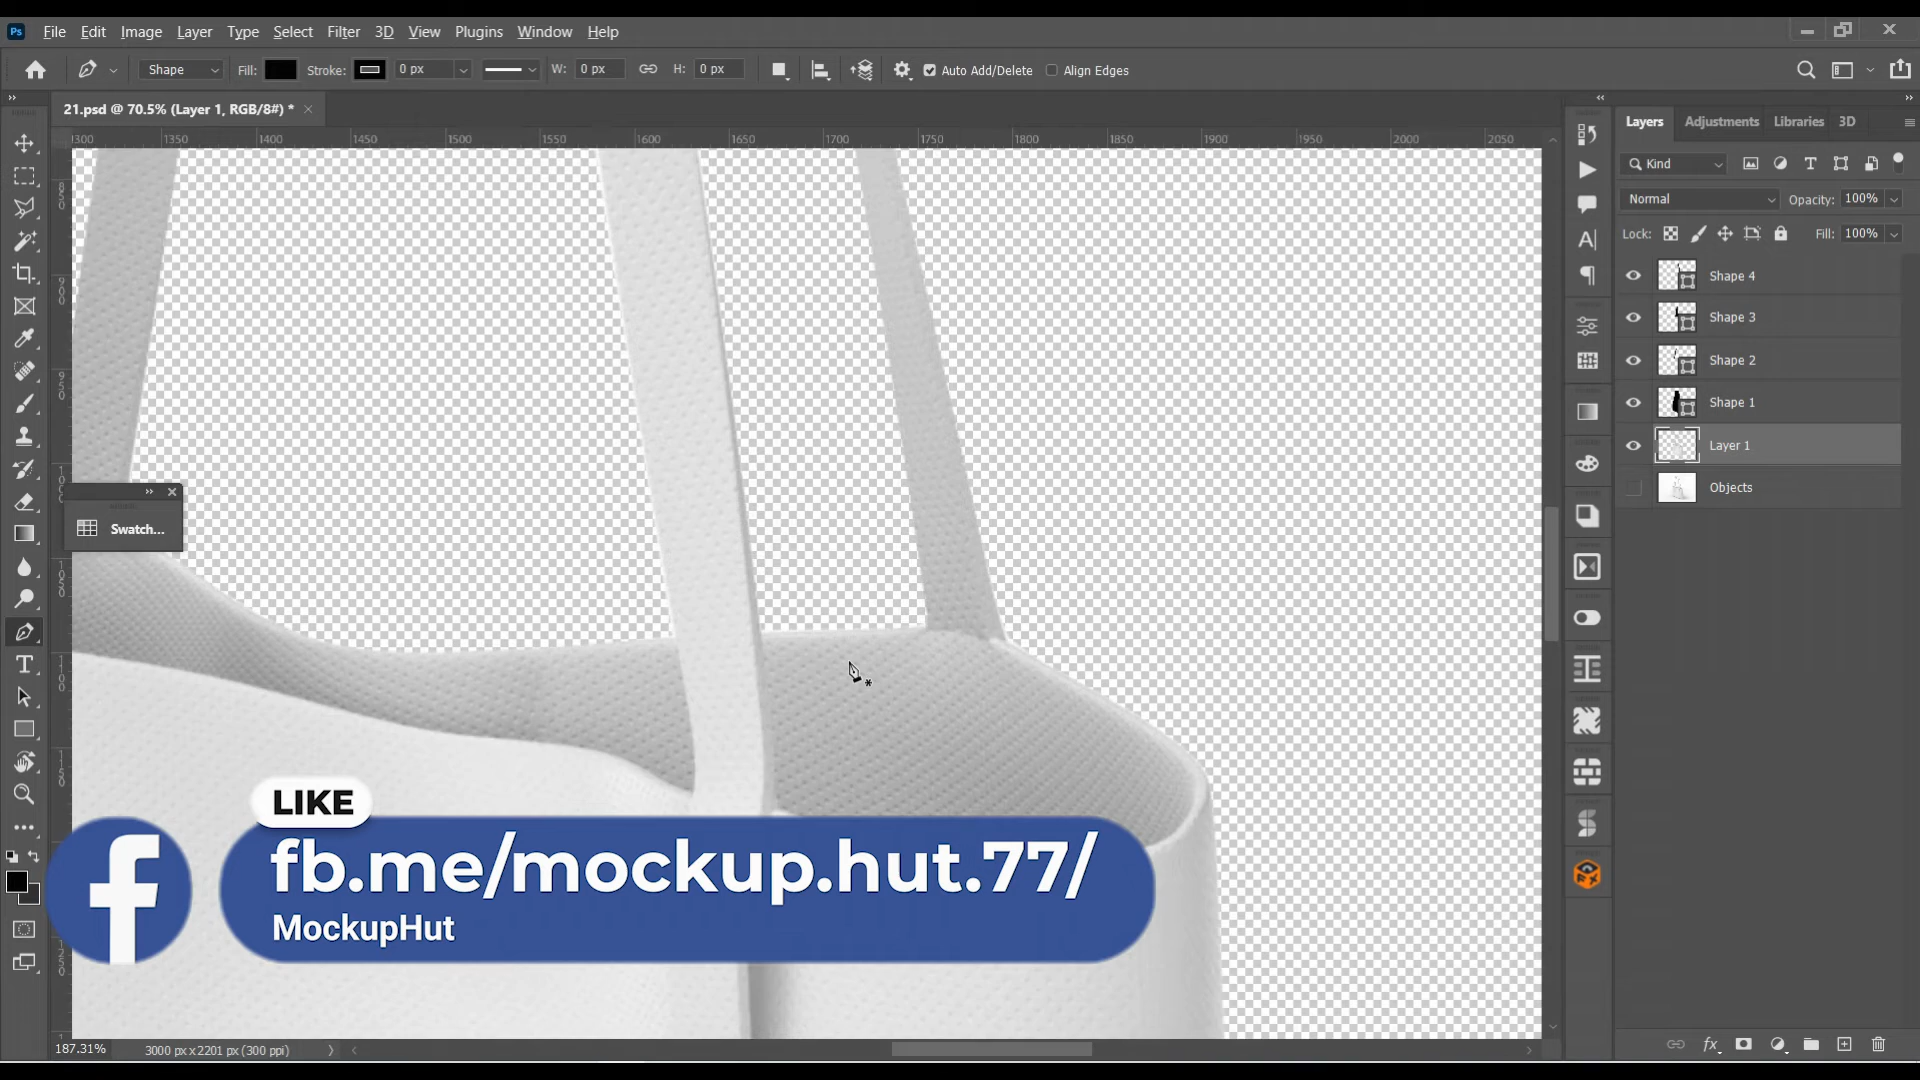 Ps File Edit Image Layer Type Select Filter 3D View Plugins Window Help
Shape Fill: Stroke: 0 px W: 0 px H: 0 px Auto Add/Delete Align Edges
21.psd @ 70.5% (Layer 1, RGB/8#) *
1300 1350 1400 1450 1500 1550 1600 1650 1700 1750 1800 1850 1900 1950 2000 2050
Swatch...
LIKE
fb.me/mockup.hut.77/
MockupHut
187.31% 3000 px x 2201 px (300 ppi)
Layers Adjustments Libraries 3D
Kind
Normal Opacity: 100%
Lock: Fill: 100%
Shape 4
Shape 3
Shape 2
Shape 1
Layer 1
Objects
fx